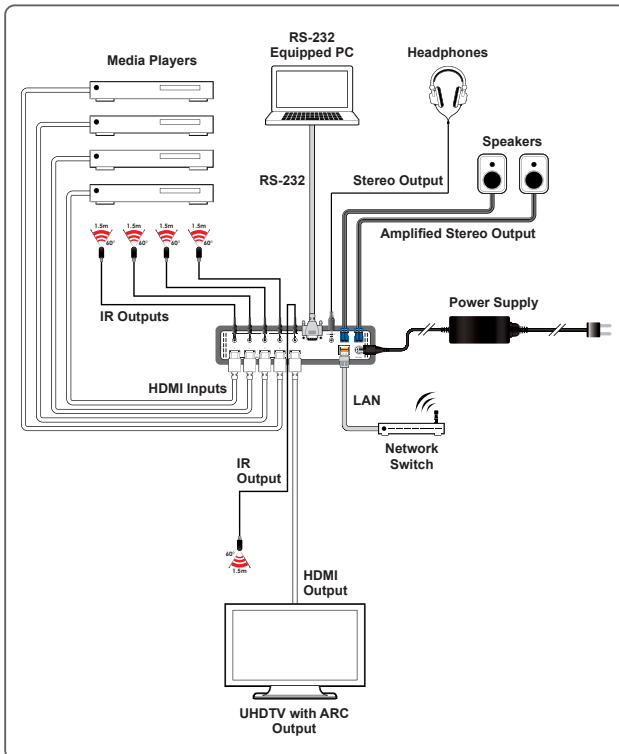 RS-232
Equipped PC
Headphones
Media Players
Speakers
RS-232
Stereo Output
Amplified Stereo Output
1.5m
60°
1.5m
60°
1.5m
60°
1.5m
60°
IR Outputs
Power Supply
HDMI Inputs
LAN
Network
Switch
IR
Output
60°
1.5m
HDMI
Output
UHDTV with ARC
Output